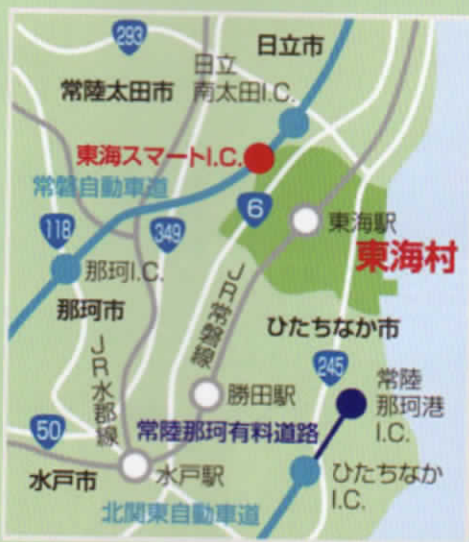 293
日立市
日立
南太田I.C.
常陸太田市
東海スマートI.C.
常磐自動車道
6
118
349
東海駅
東海村
那珂I.C.
那珂市
JR常磐線
ひたちなか市
JR水郡線
245
常陸
那珂港
I.C.
勝田駅
50
常陸那珂有料道路
水戸市
水戸駅
ひたちなか
I.C.
北関東自動車道